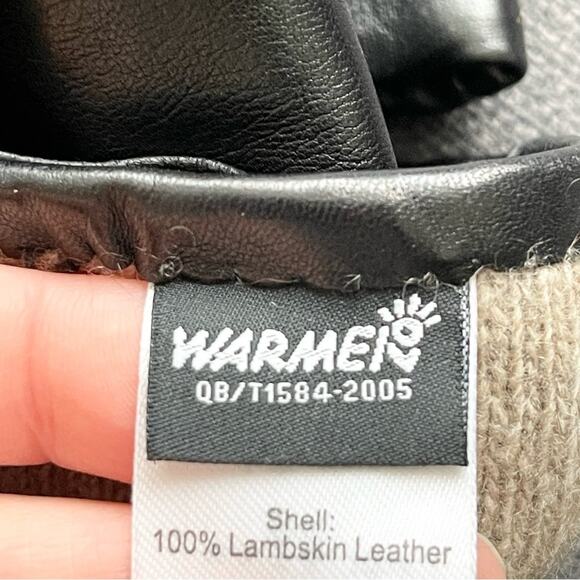 WARMEN
QB/T1584-2005
Shell:
100% Lambskin Leather